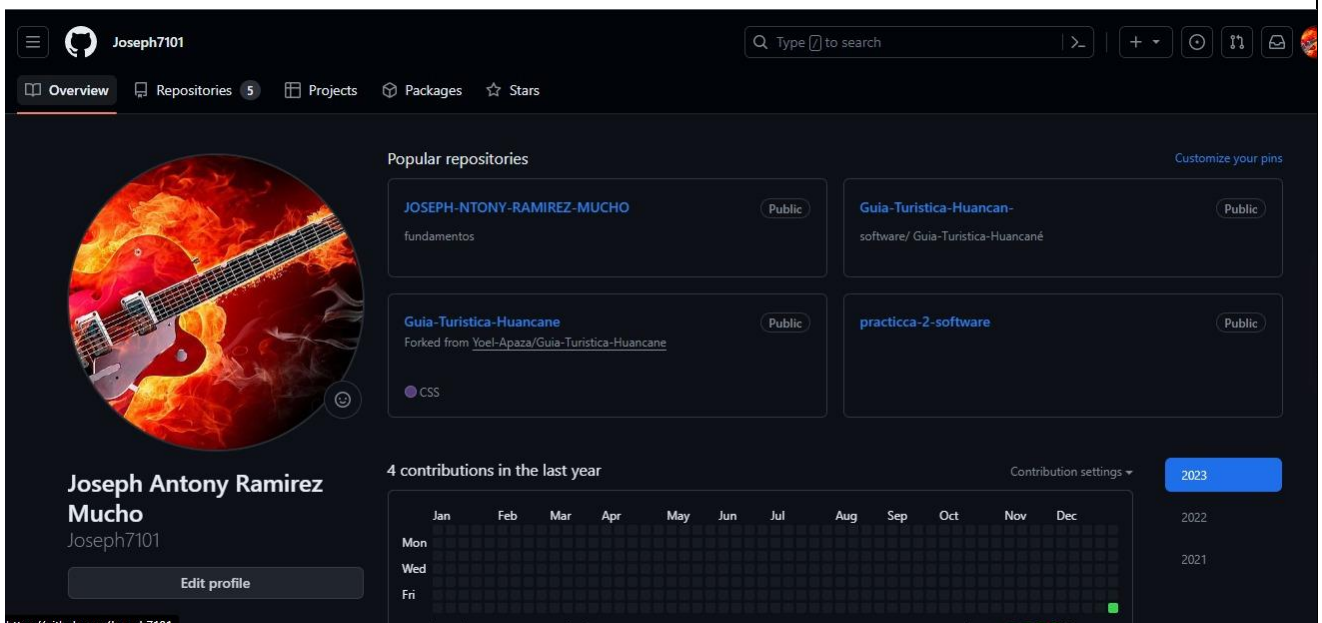 Joseph7101
Type / to search
Overview
Repositories 5
Projects
Packages
Stars
Popular repositories
Customize your pins
JOSEPH-NTONY-RAMIREZ-MUCHO
Public
fundamentos
Guia-Turistica-Huancan-
Public
software/ Guia-Turistica-Huancané
Guia-Turistica-Huancane
Public
Forked from Yoel-Apaza/Guia-Turistica-Huancane
CSS
practicca-2-software
Public
Joseph Antony Ramirez
Mucho
Joseph7101
Edit profile
4 contributions in the last year
Contribution settings
Jan Feb Mar Apr May Jun Jul Aug Sep Oct Nov Dec
Mon
Wed
Fri
2023
2022
2021